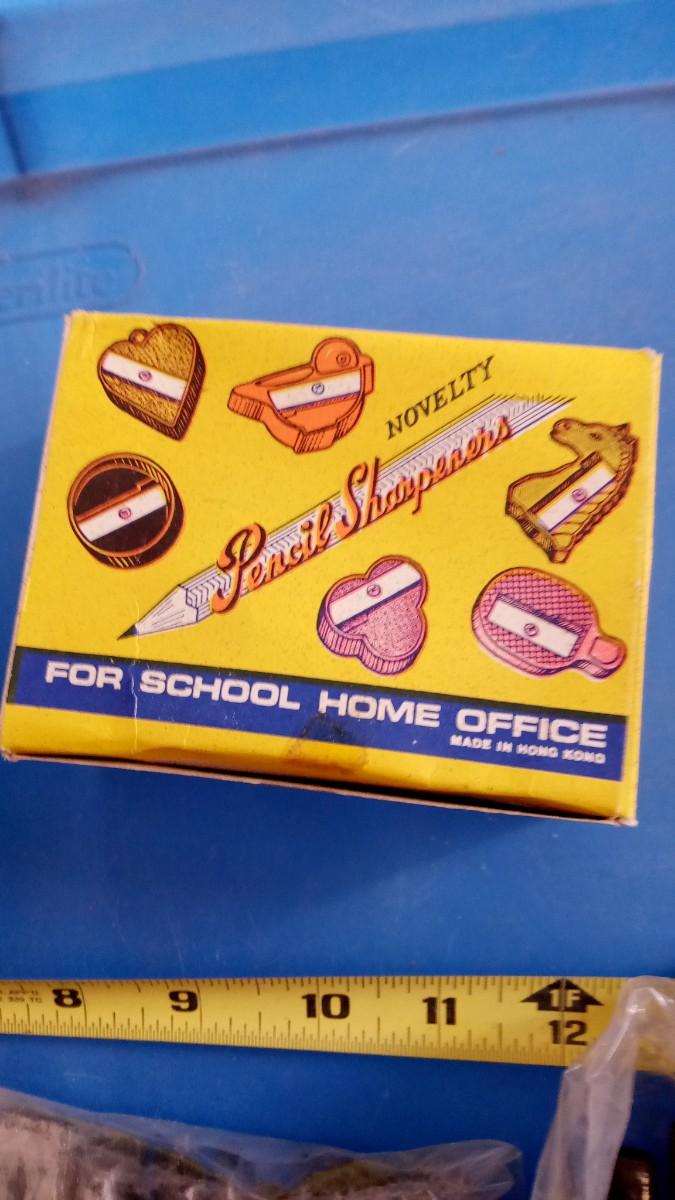 NOVELTY
Pencil Sharpeners
FOR SCHOOL HOME OFFICE
MADE IN HONG KONG
8 9 10 11 1F 12